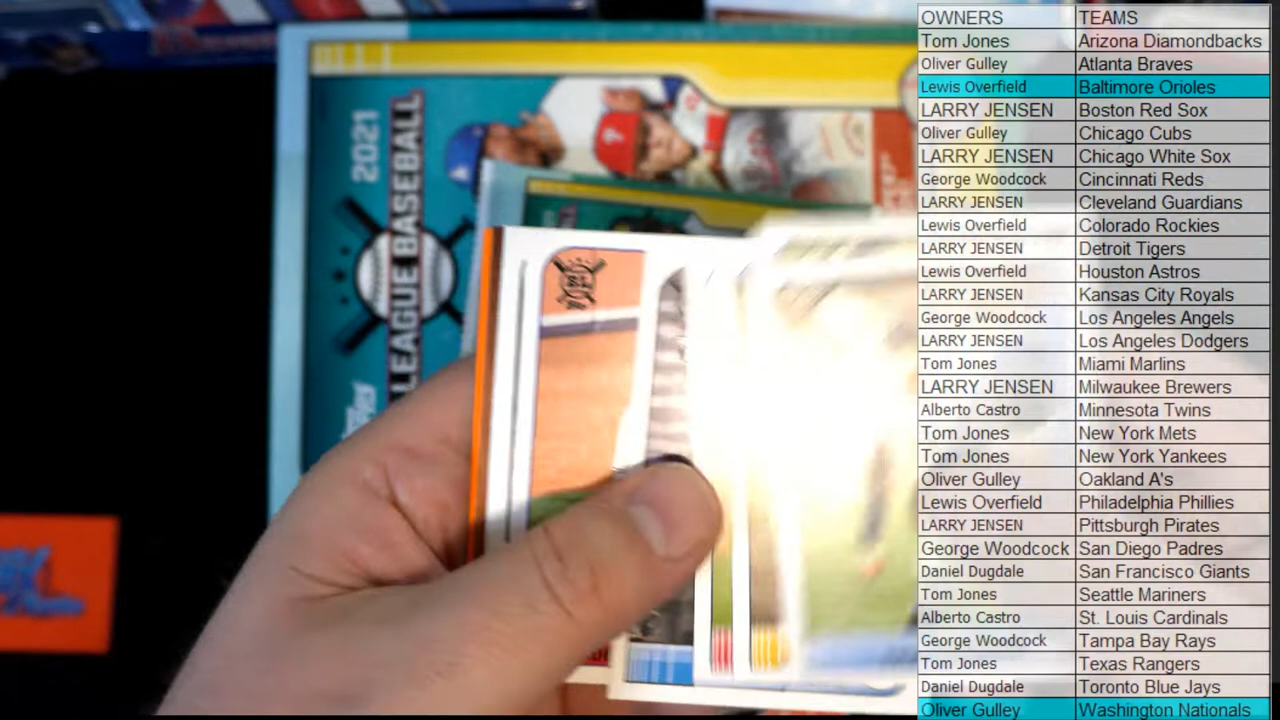 OWNERS TEAMS
Tom Jones Arizona Diamondbacks
Oliver Gulley Atlanta Braves
Lewis Overfield Baltimore Orioles
LARRY JENSEN Boston Red Sox
Oliver Gulley Chicago Cubs
LARRY JENSEN Chicago White Sox
George Woodcock Cincinnati Reds
LARRY JENSEN Cleveland Guardians
Lewis Overfield Colorado Rockies
LARRY JENSEN Detroit Tigers
Lewis Overfield Houston Astros
LARRY JENSEN Kansas City Royals
George Woodcock Los Angeles Angels
LARRY JENSEN Los Angeles Dodgers
Tom Jones Miami Marlins
LARRY JENSEN Milwaukee Brewers
Alberto Castro Minnesota Twins
Tom Jones New York Mets
Tom Jones New York Yankees
Oliver Gulley Oakland A's
Lewis Overfield Philadelphia Phillies
LARRY JENSEN Pittsburgh Pirates
George Woodcock San Diego Padres
Daniel Dugdale San Francisco Giants
Tom Jones Seattle Mariners
Alberto Castro St. Louis Cardinals
George Woodcock Tampa Bay Rays
Tom Jones Texas Rangers
Daniel Dugdale Toronto Blue Jays
Oliver Gulley Washington Nationals
2021
LEAGUE BASEBALL
Topps